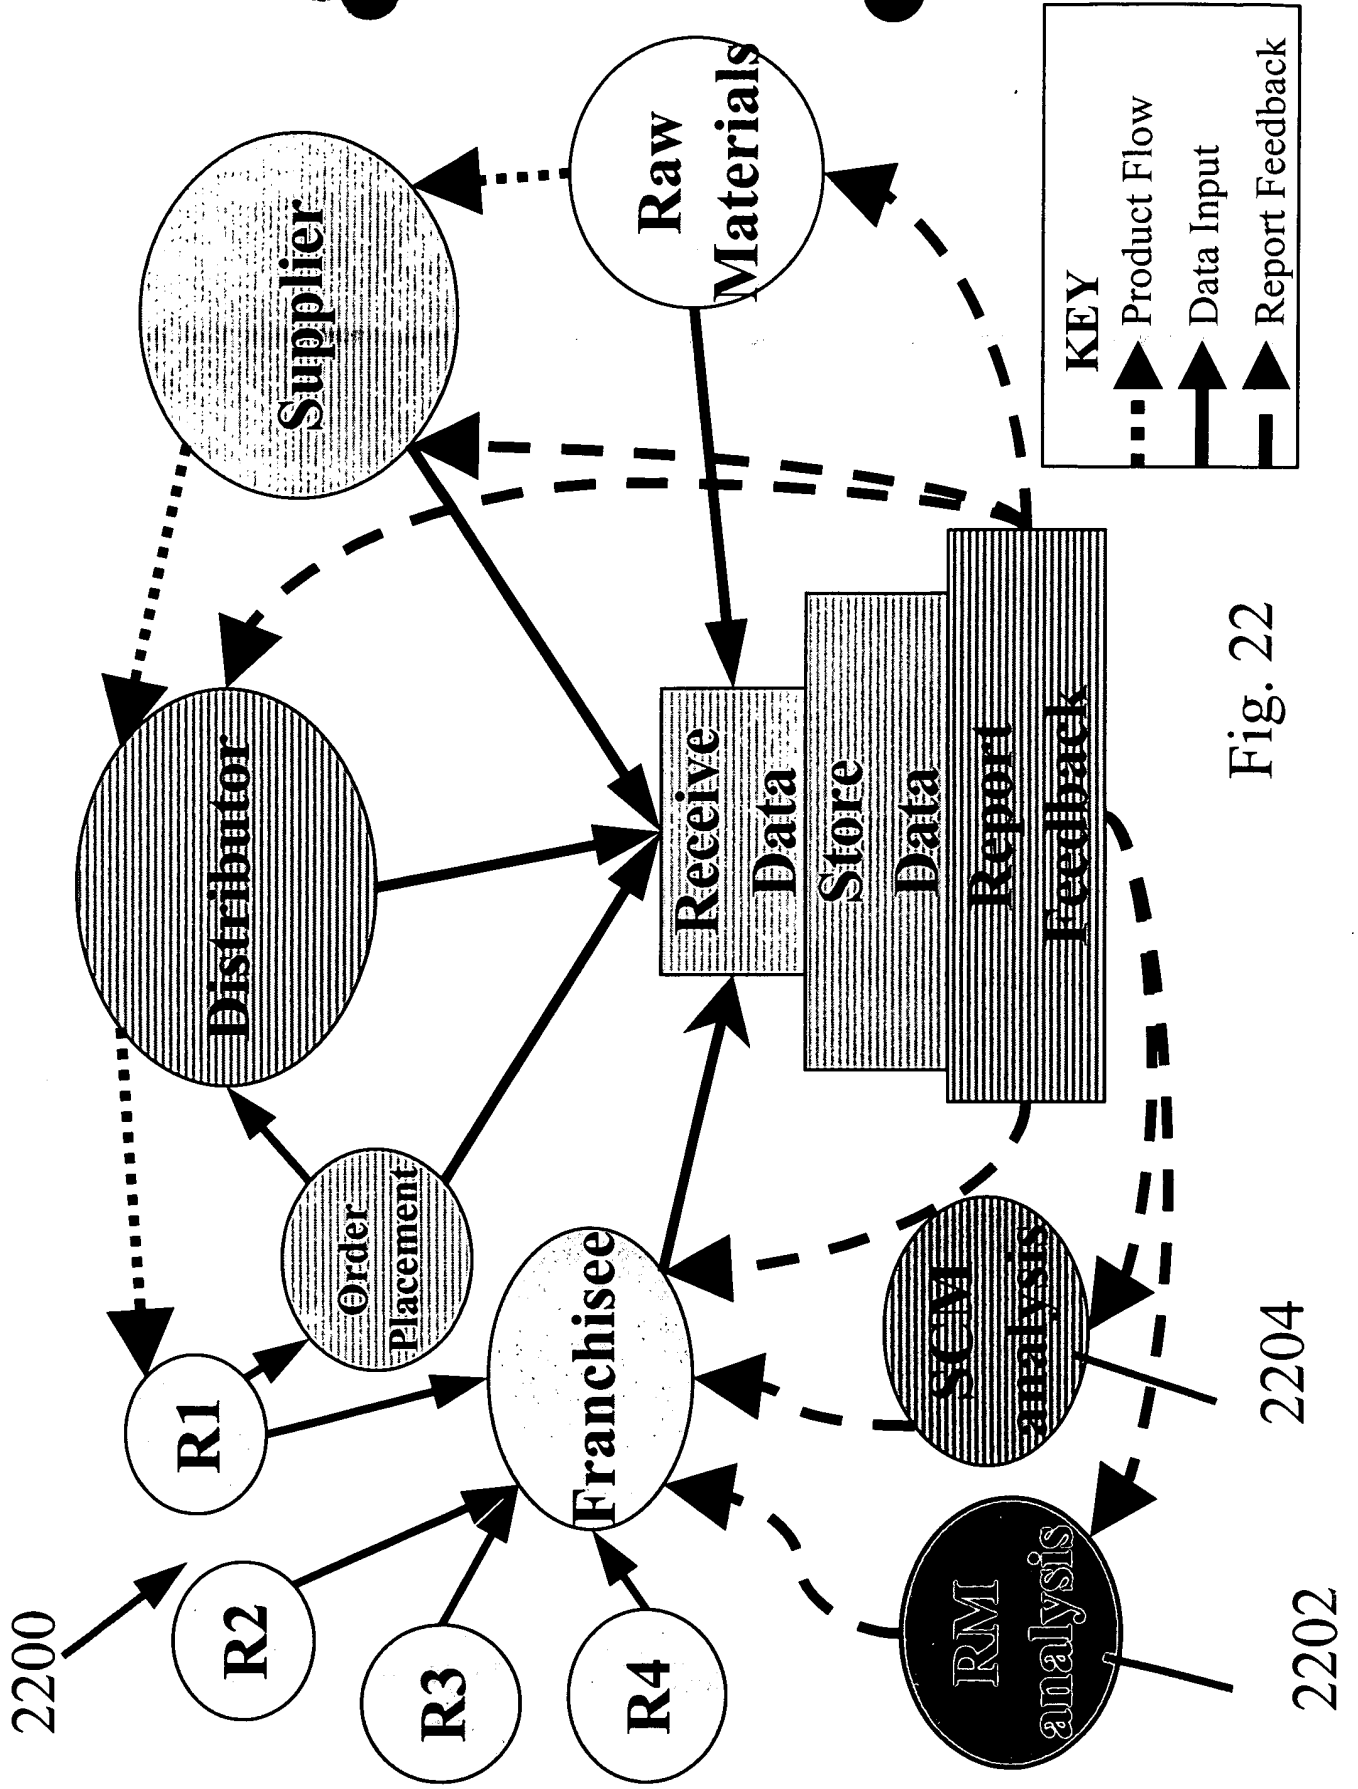 2200
R1
R2
R3
R4
Order
Placement
Distributor
Supplier
Raw
Materials
Franchisee
Receive
Data
Store
Data
Report
Feedback
RM
analysis
SCM
analysis
2202
2204
KEY
Product Flow
Data Input
Report Feedback
Fig. 22